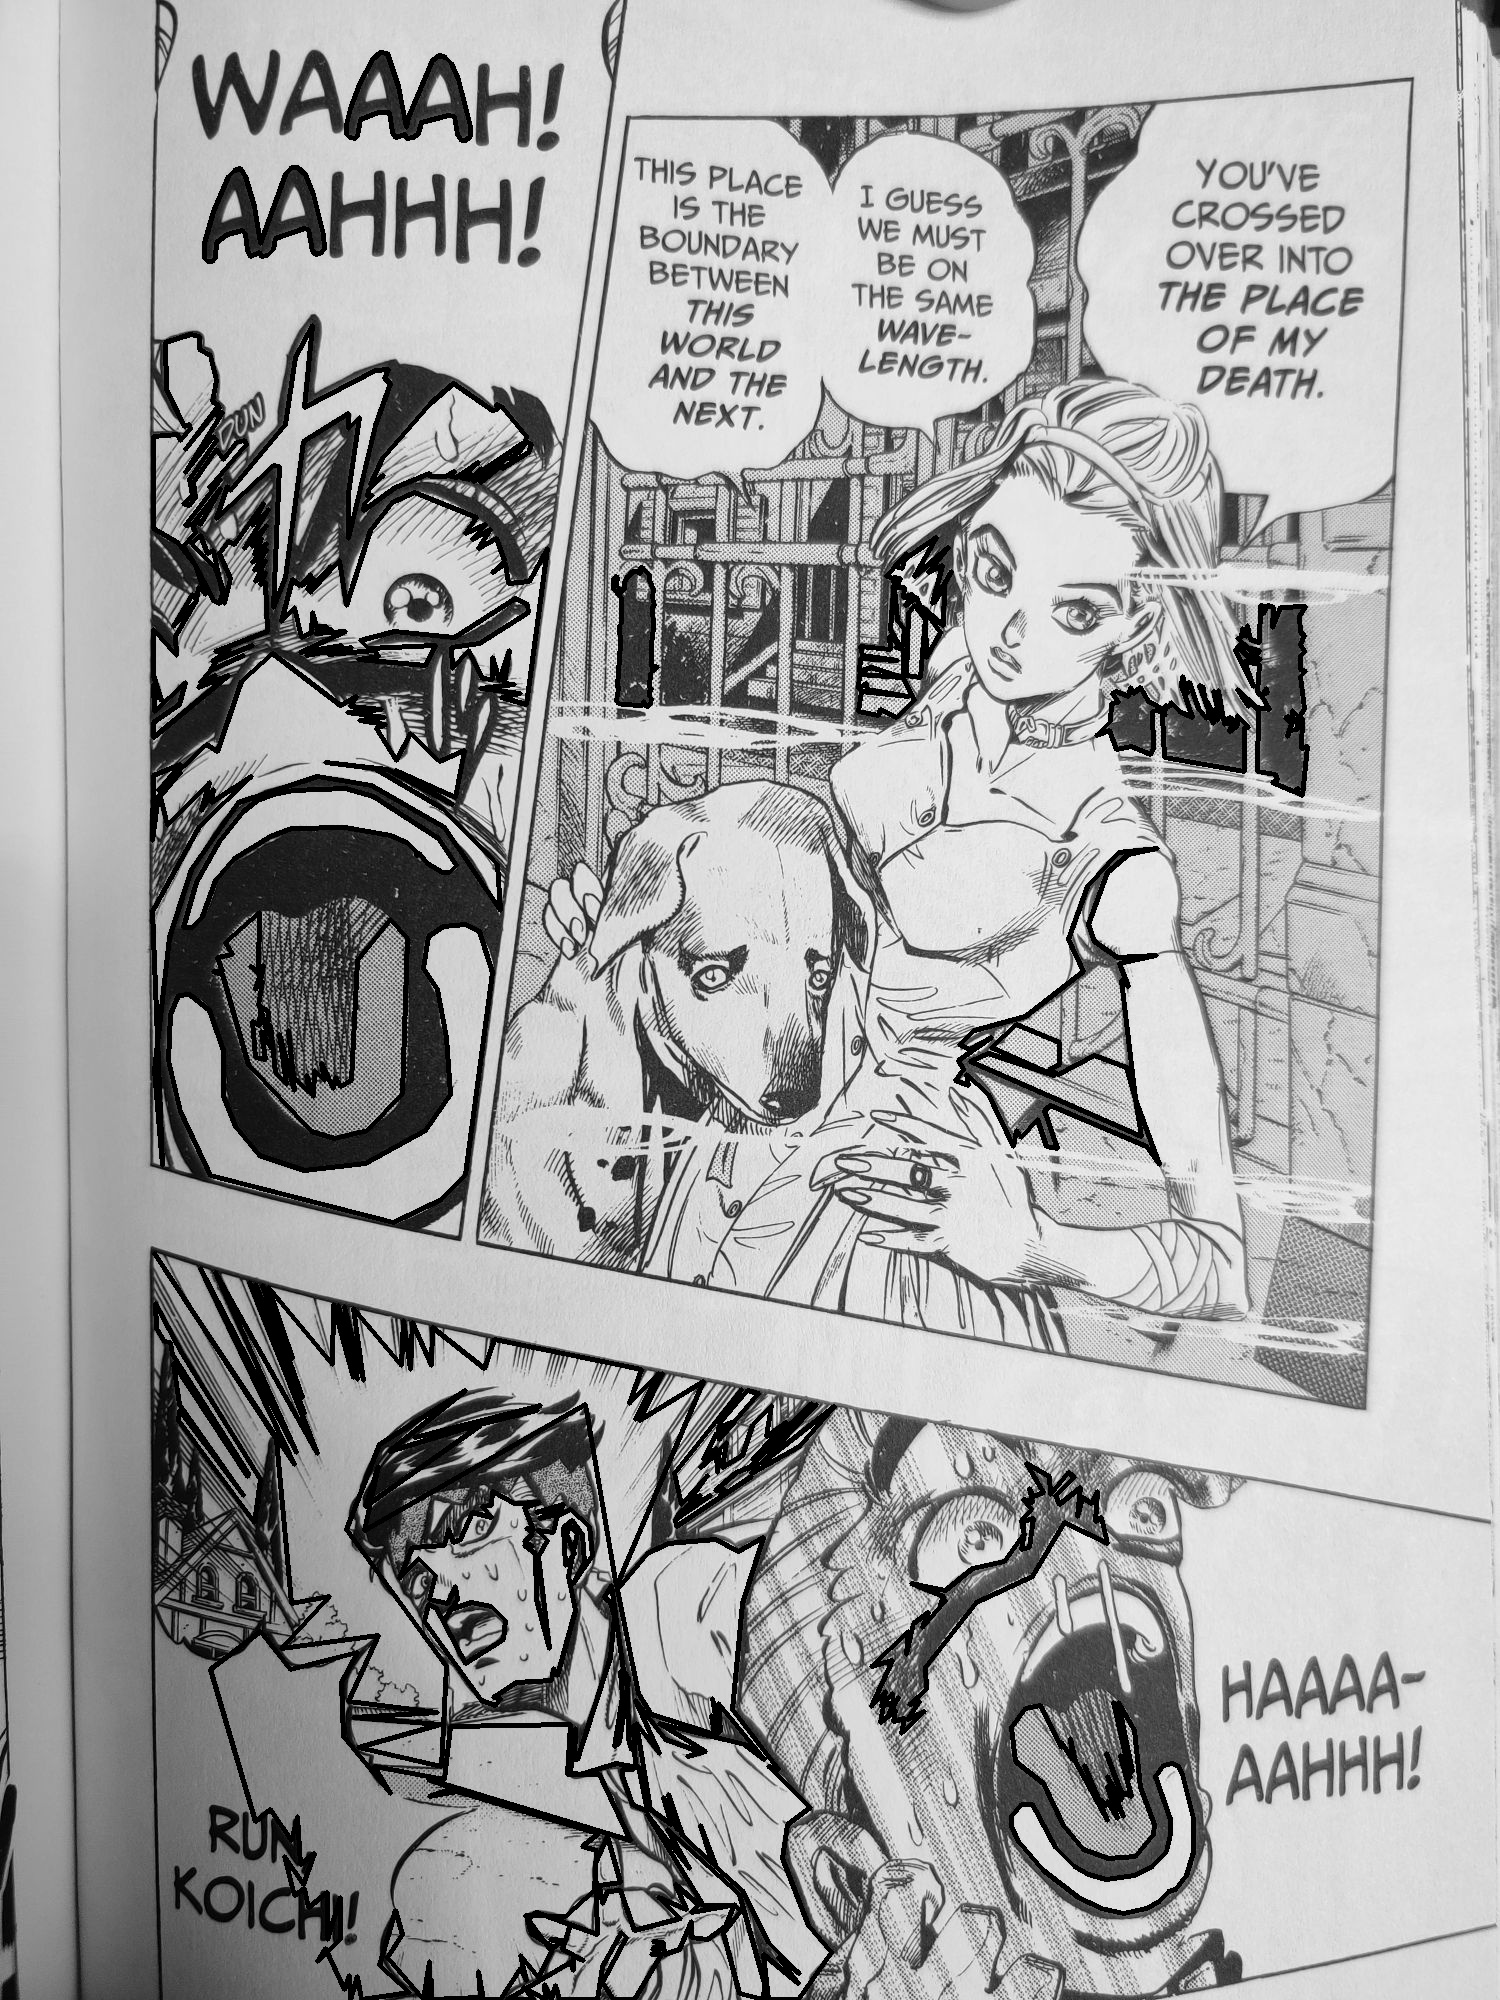 YOU'VE
CROSSED
OVER INTO
THE PLACE
OF MY
DEATH.
I GUESS
WE MUST
BE ON
THE SAME
WAVE-
LENGTH.
THIS PLACE
IS THE
BOUNDARY
BETWEEN
THIS
WORLD
AND THE
NEXT.
WAAAH!
AAHHH!
DUN
HAAAA-
AAHHH!
RUN,
KOICHI!